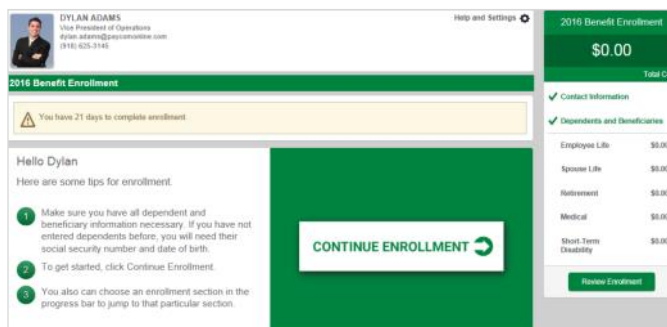 DYLAN ADAMS
Vice President of Operations
dylan.adams@paycomonline.com
(918) 625-3145
Help and Settings
2016 Benefit Enrollment
You have 21 days to complete enrollment.
Hello Dylan
Here are some tips for enrollment.
1 Make sure you have all dependent and
beneficiary information necessary. If you have not
entered dependents before, you will need their
social security number and date of birth.
2 To get started, click Continue Enrollment.
3 You also can choose an enrollment section in the
progress bar to jump to that particular section.
CONTINUE ENROLLMENT
2016 Benefit Enrollment
$0.00
Total C
Contact Information
Dependents and Beneficiaries
Employee Life $0.00
Spouse Life $0.00
Retirement $0.00
Medical $0.00
Short-Term $0.00
Disability
Review Enrollment